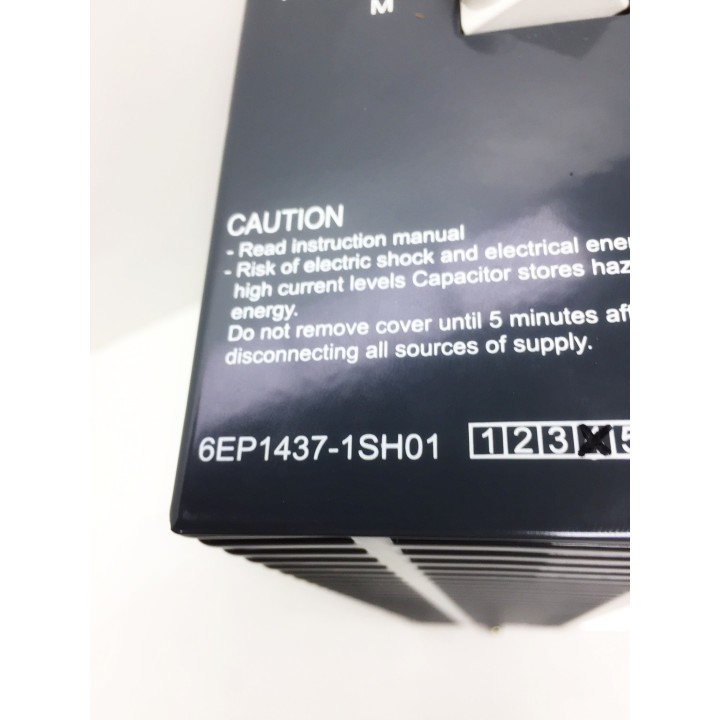 M
CAUTION
- Read instruction manual
- Risk of electric shock and electrical ene
high current levels Capacitor stores haz
energy.
Do not remove cover until 5 minutes af
disconnecting all sources of supply.
6EP1437-1SH01 1 2 3 5